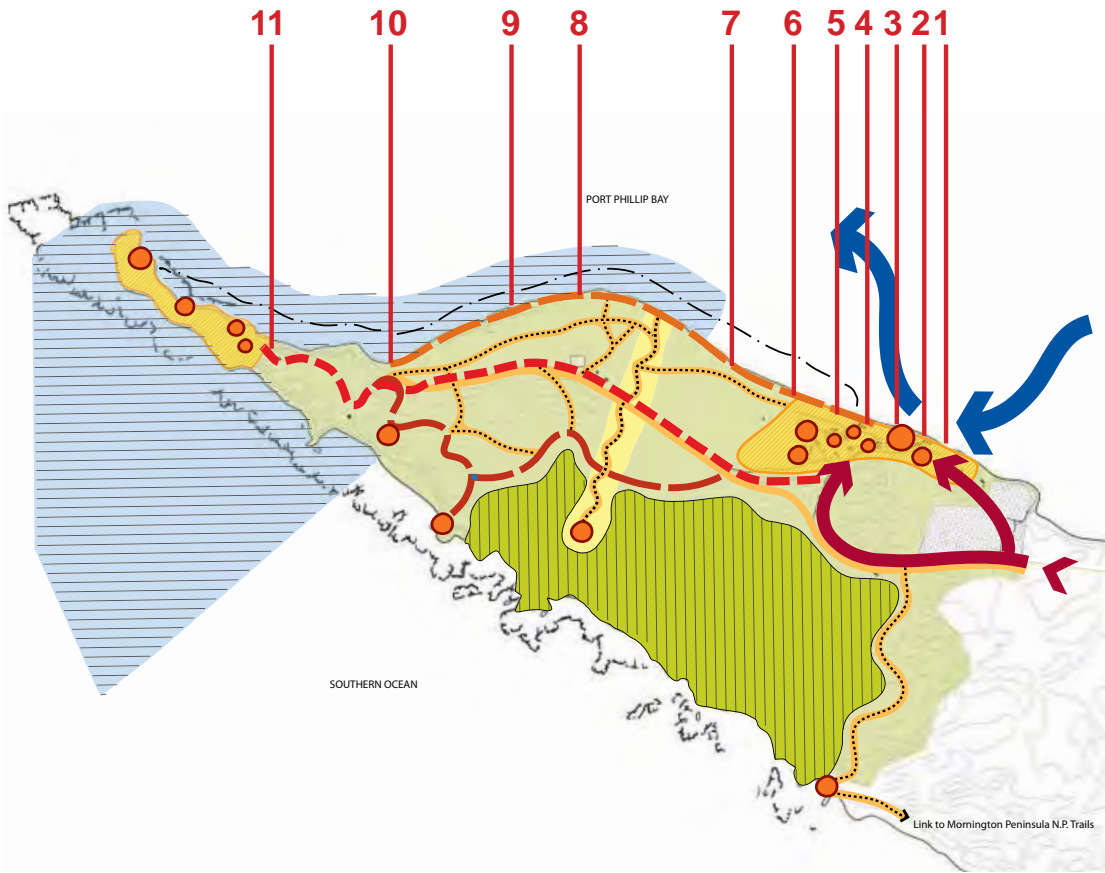 11 10 9 8 7 6 5 4 3 2 1
PORT PHILLIP BAY
SOUTHERN OCEAN
Link to Mornington Peninsula N.P. Trails